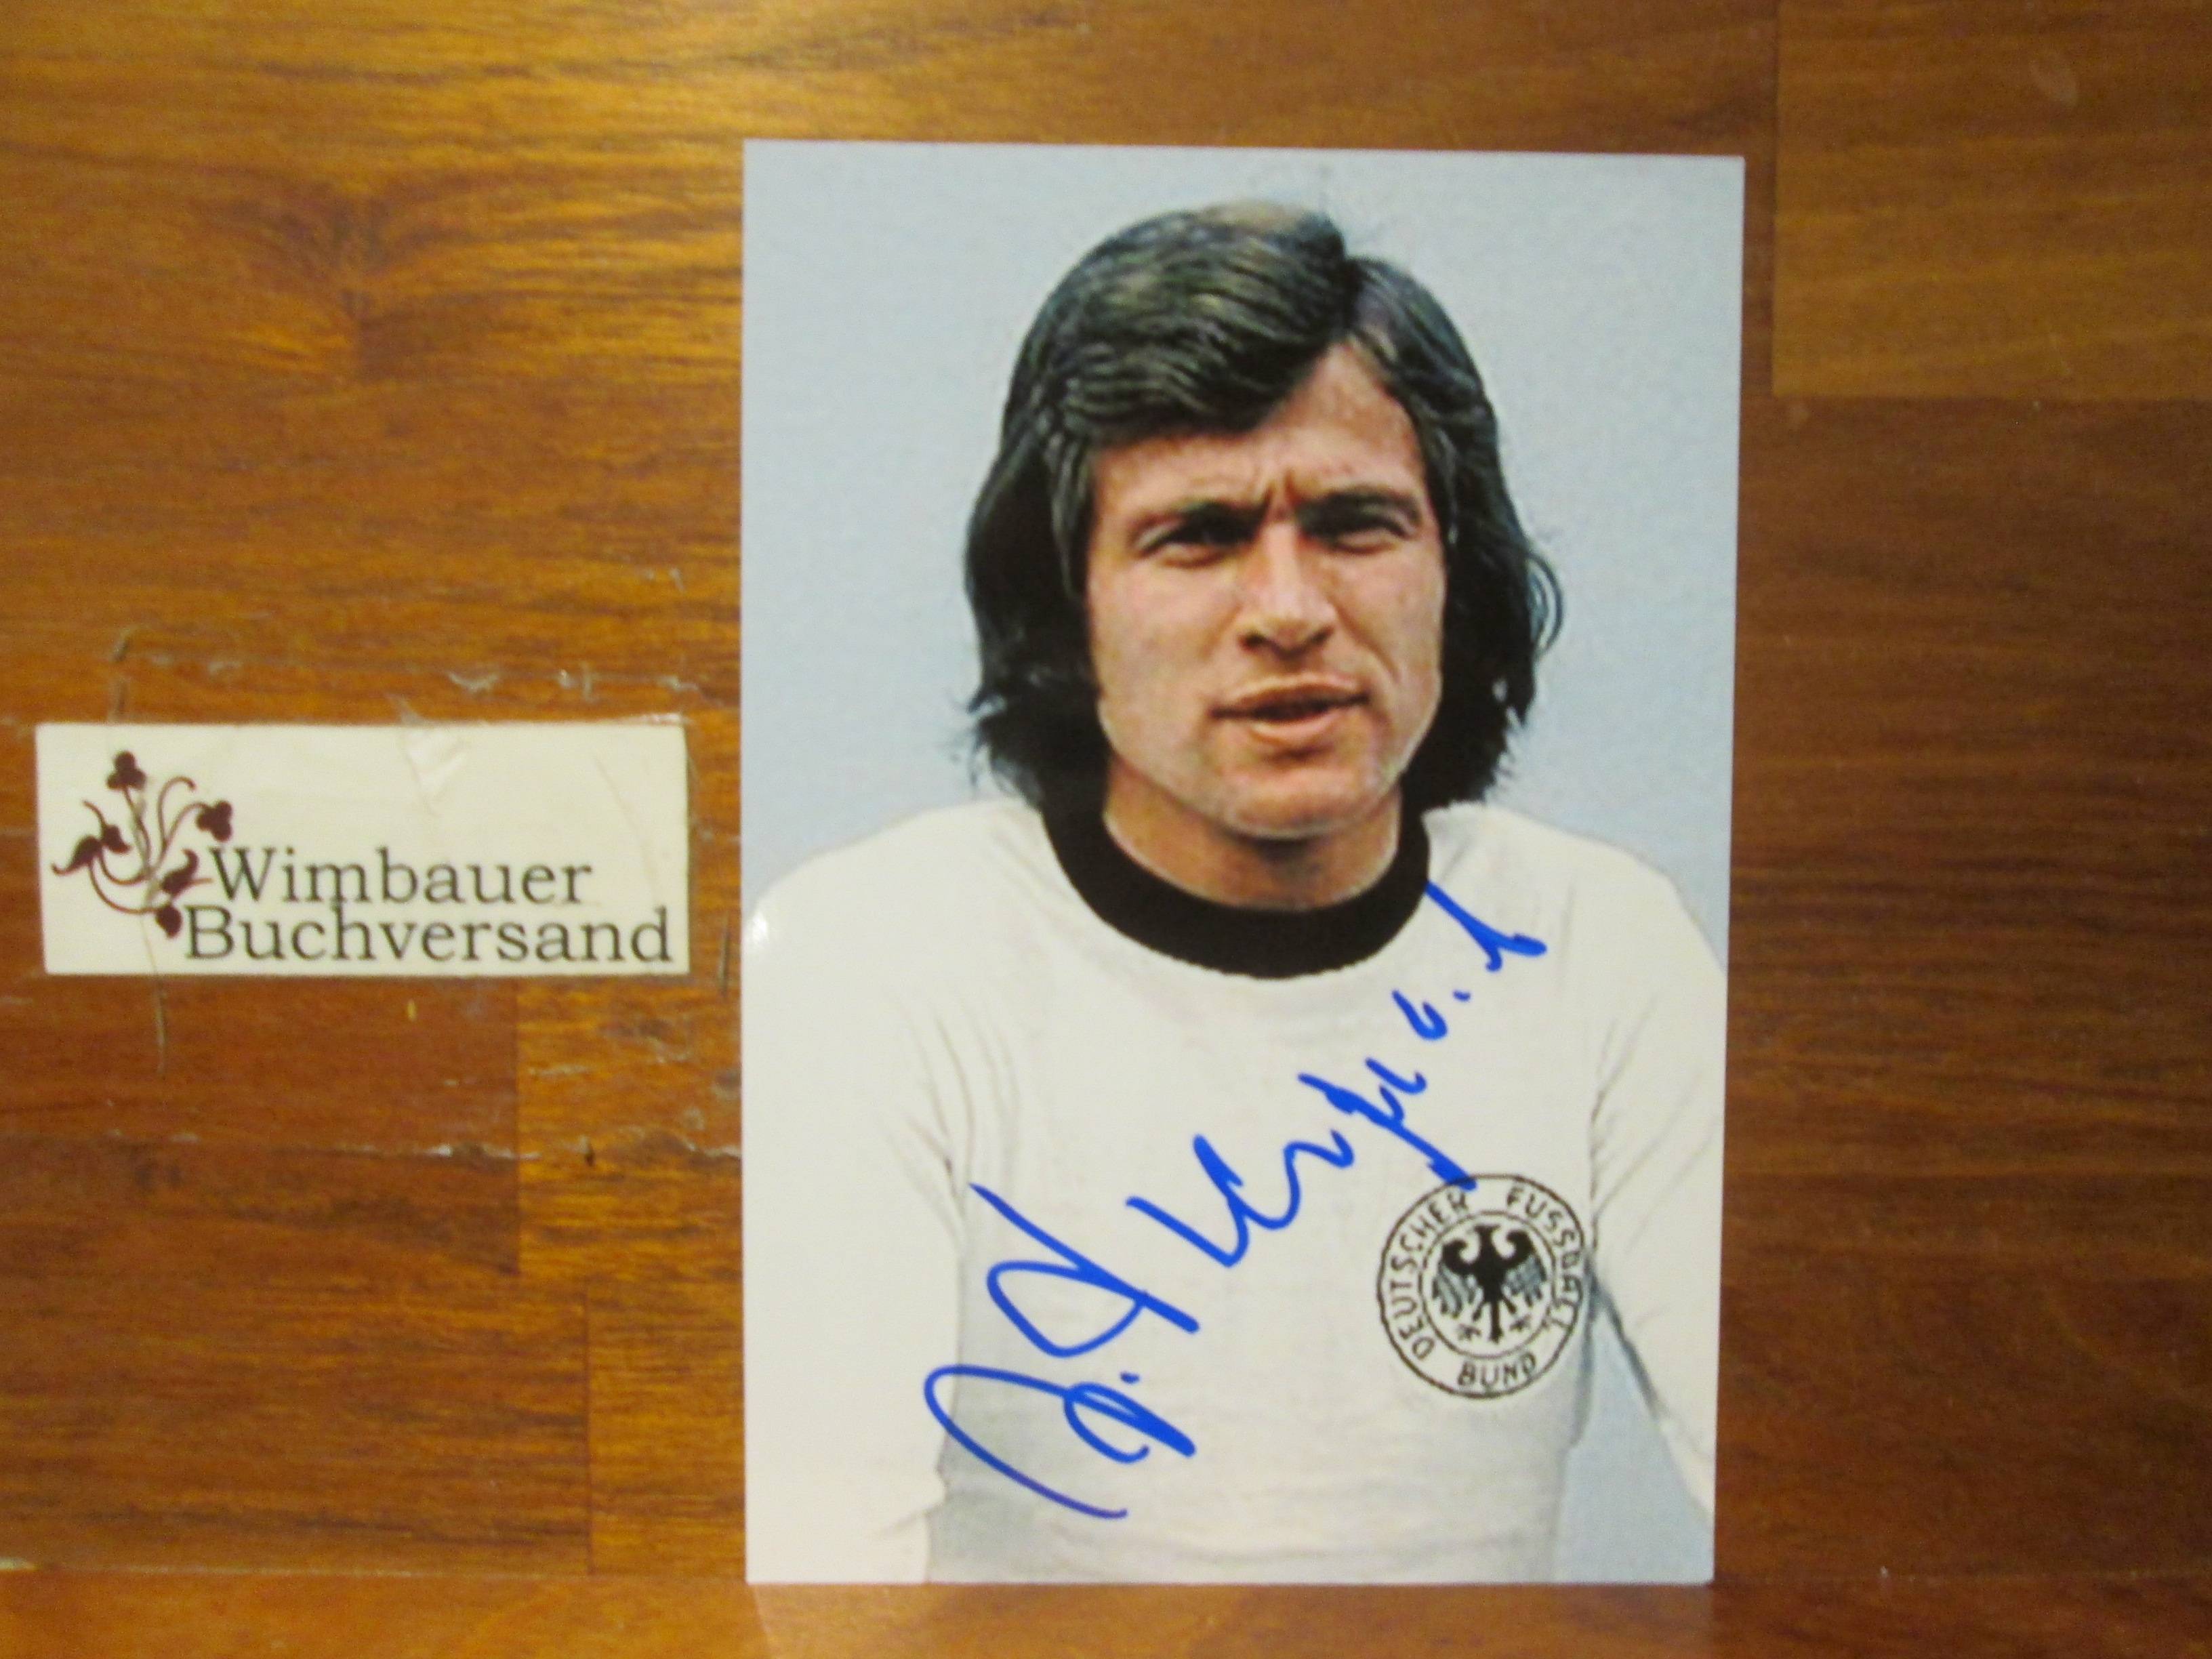 Wimbauer
Buchversand
DEUTSCHER FUSSBALL BUND